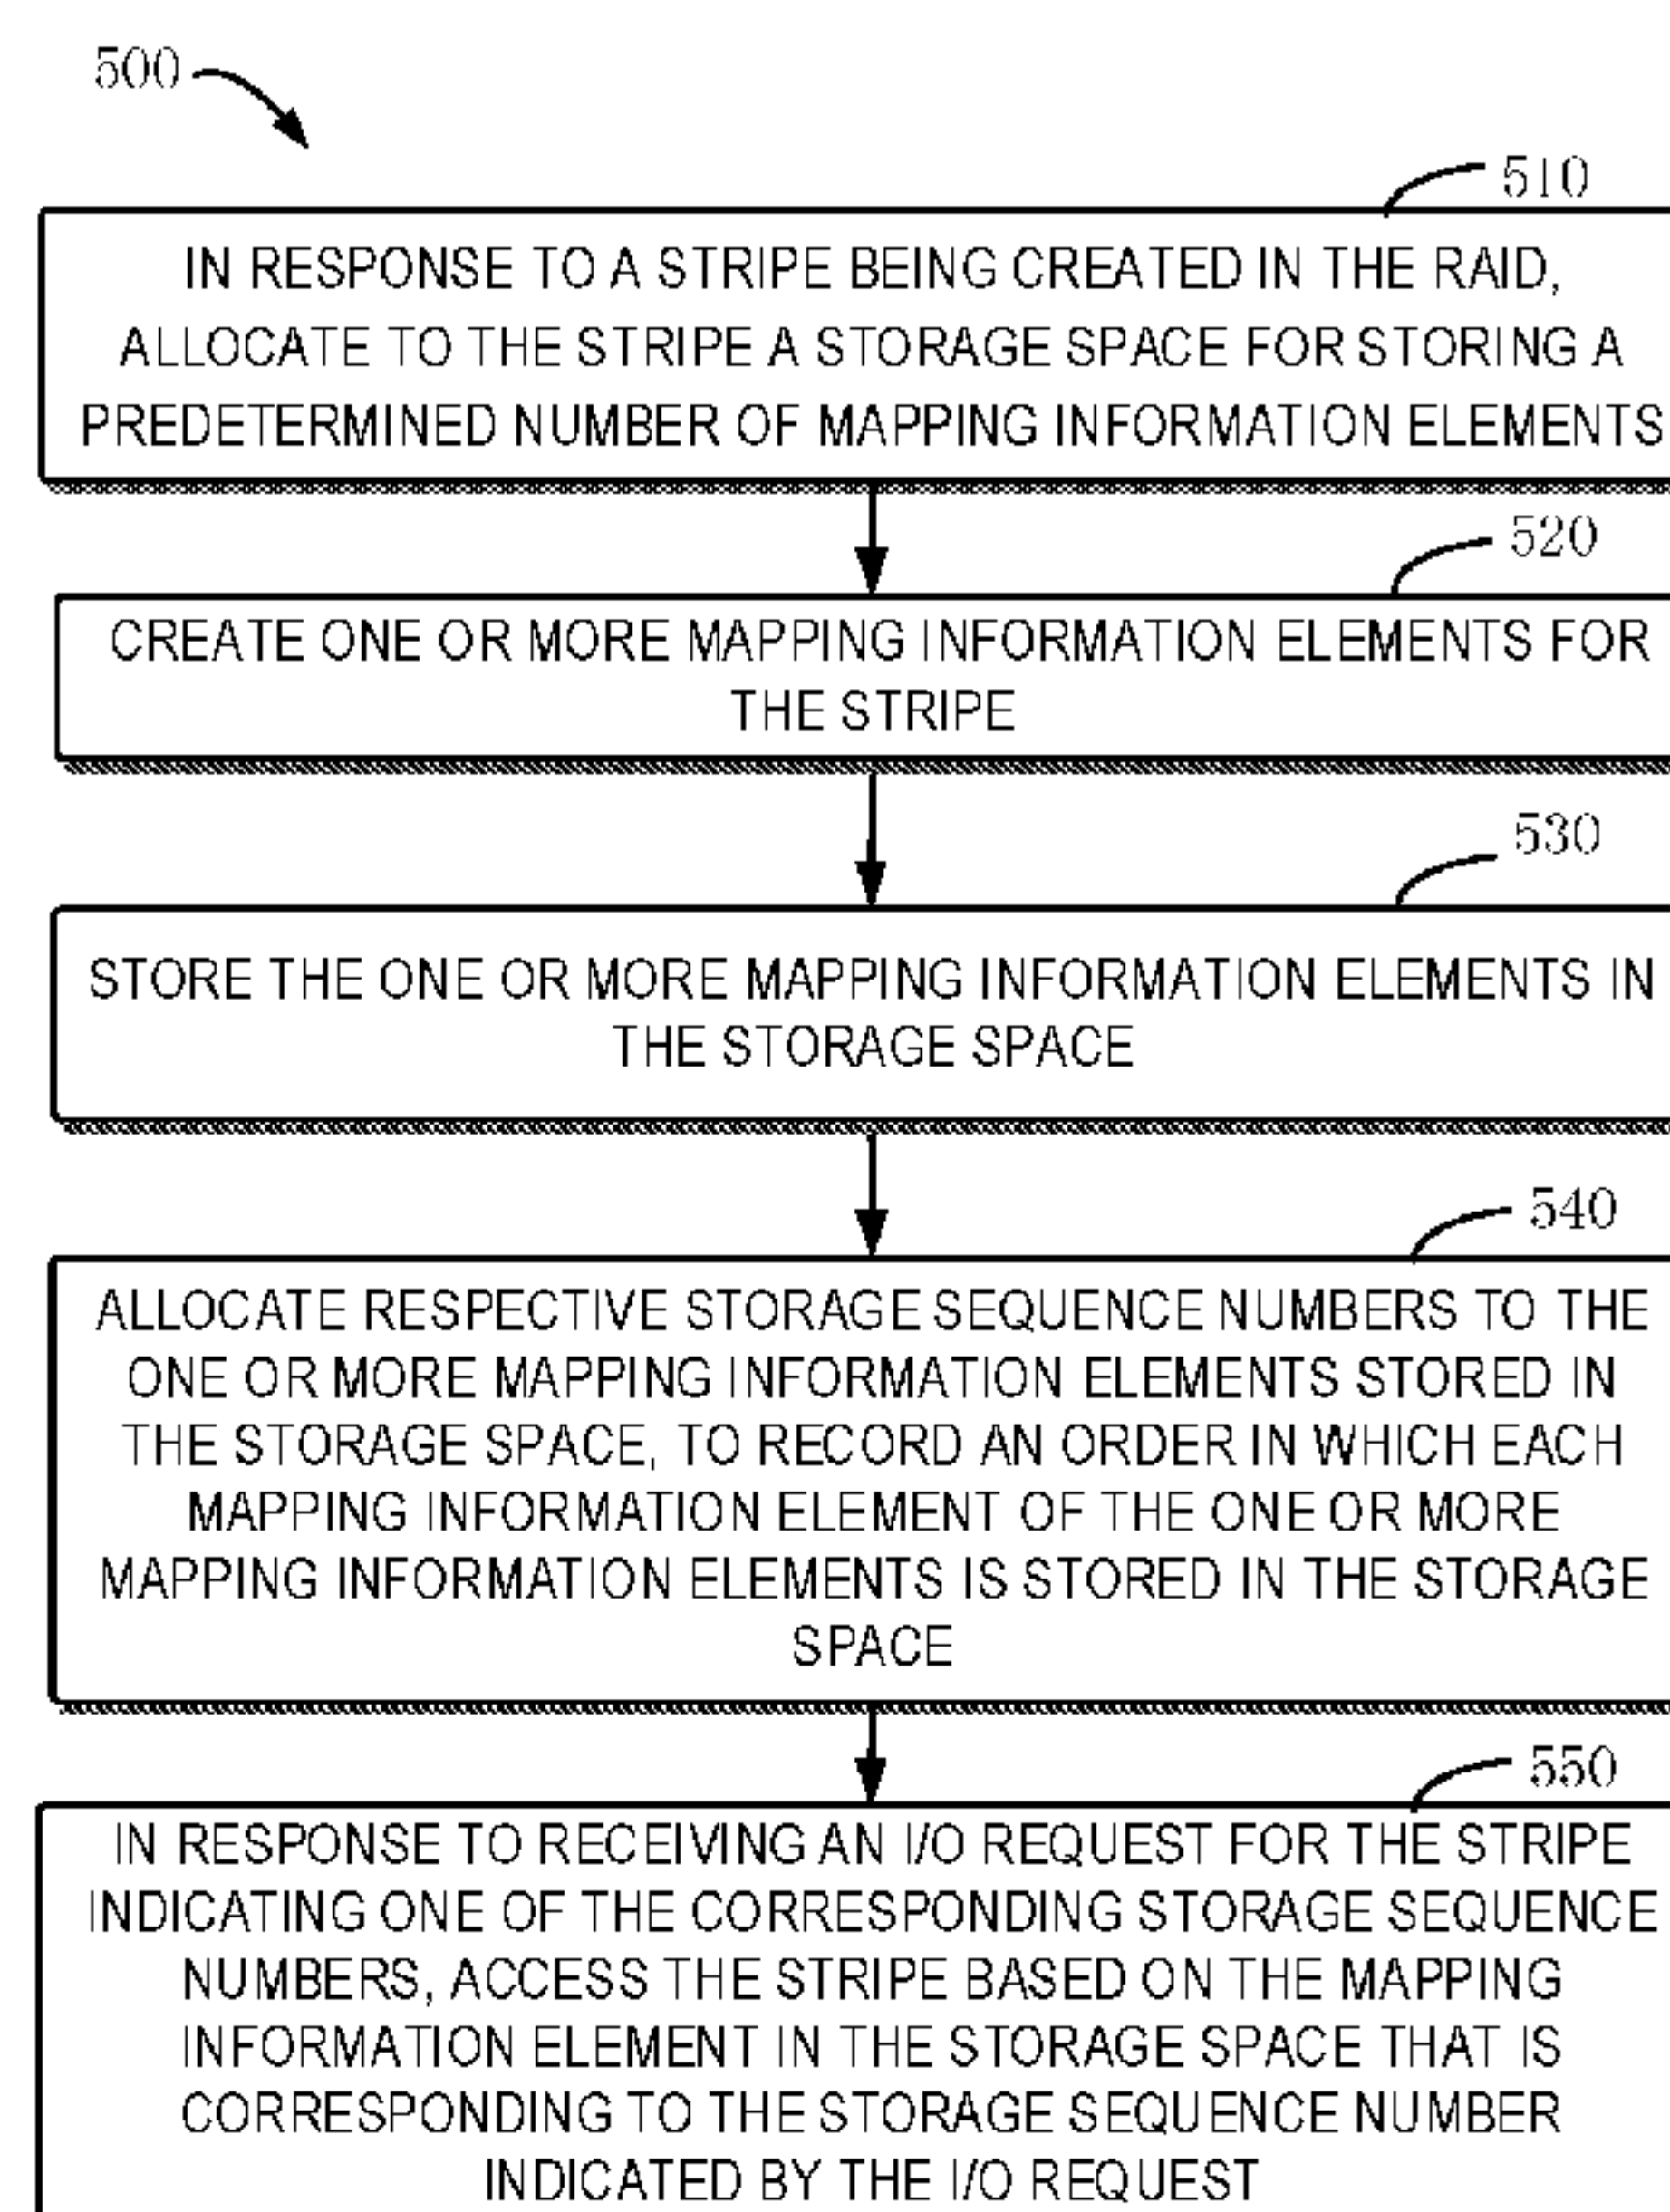 500
510
IN RESPONSE TO A STRIPE BEING CREATED IN THE RAID,
ALLOCATE TO THE STRIPE A STORAGE SPACE FOR STORING A
PREDETERMINED NUMBER OF MAPPING INFORMATION ELEMENTS
520
CREATE ONE OR MORE MAPPING INFORMATION ELEMENTS FOR
THE STRIPE
530
STORE THE ONE OR MORE MAPPING INFORMATION ELEMENTS IN
THE STORAGE SPACE
540
ALLOCATE RESPECTIVE STORAGE SEQUENCE NUMBERS TO THE
ONE OR MORE MAPPING INFORMATION ELEMENTS STORED IN
THE STORAGE SPACE, TO RECORD AN ORDER IN WHICH EACH
MAPPING INFORMATION ELEMENT OF THE ONE OR MORE
MAPPING INFORMATION ELEMENTS IS STORED IN THE STORAGE
SPACE
550
IN RESPONSE TO RECEIVING AN I/O REQUEST FOR THE STRIPE
INDICATING ONE OF THE CORRESPONDING STORAGE SEQUENCE
NUMBERS, ACCESS THE STRIPE BASED ON THE MAPPING
INFORMATION ELEMENT IN THE STORAGE SPACE THAT IS
CORRESPONDING TO THE STORAGE SEQUENCE NUMBER
INDICATED BY THE I/O REQUEST